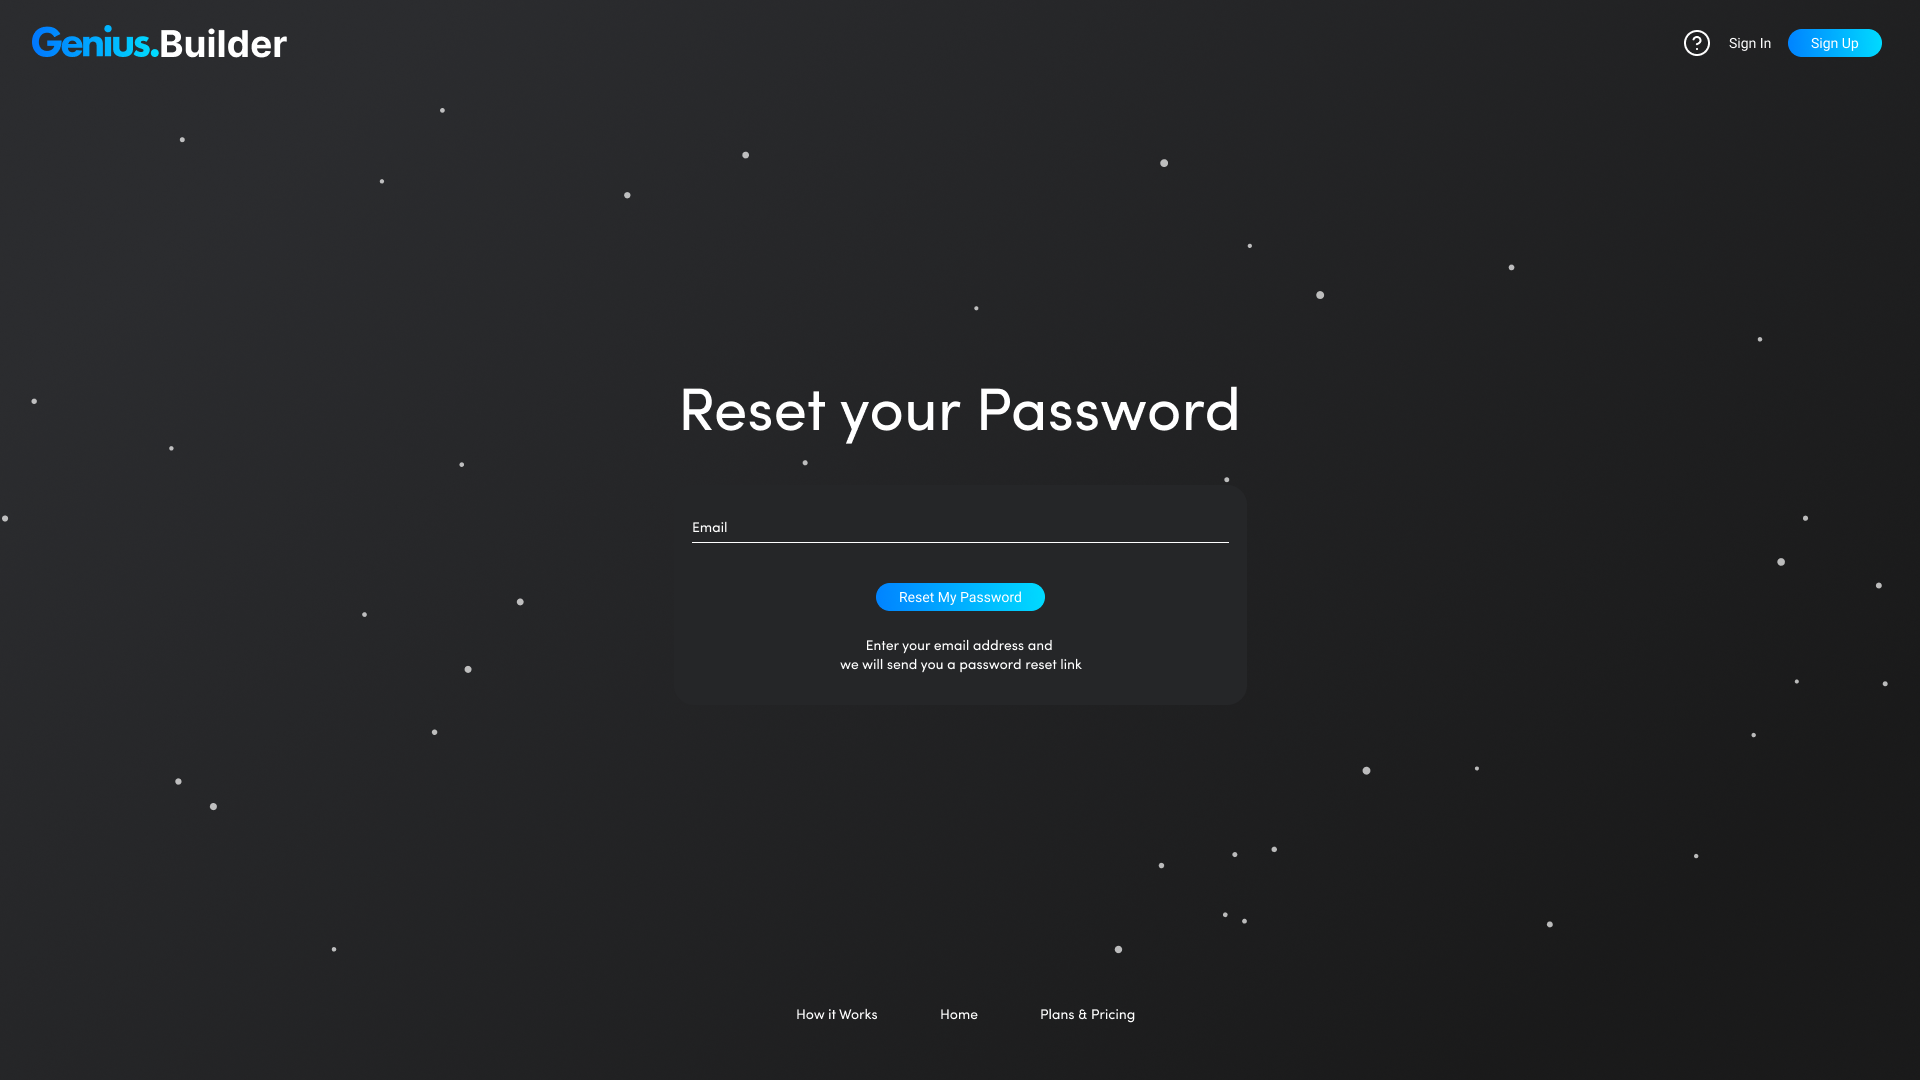 Genius.Builder
Sign In
Sign Up
Reset your Password
Email
Reset My Password
Enter your email address and
we will send you a password reset link
How it Works
Home
Plans & Pricing